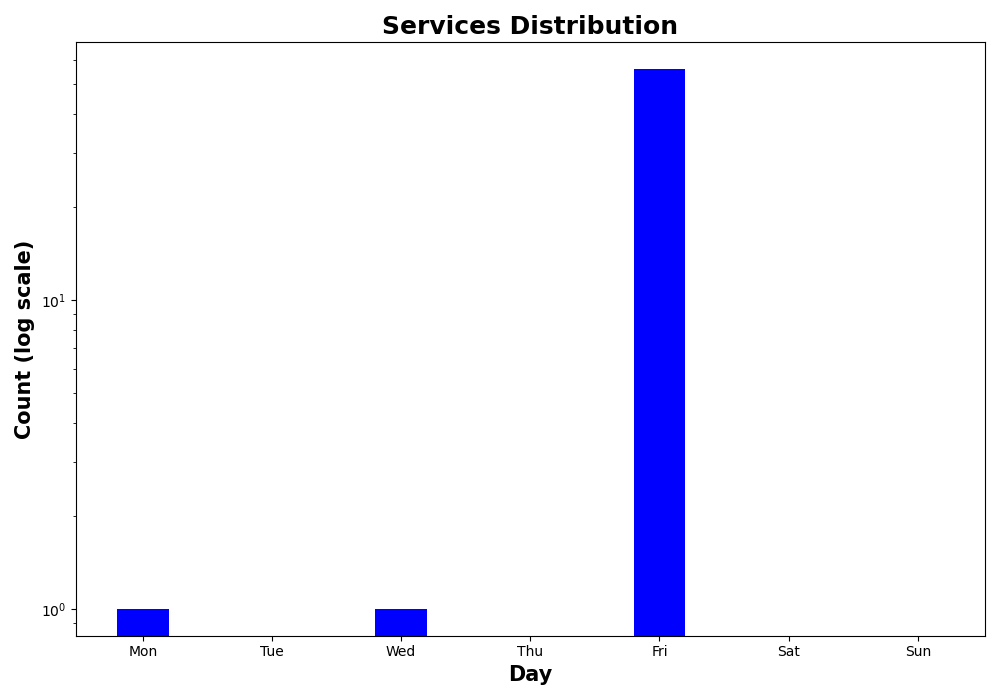 Services Distribution
Count (log scale)
10¹
10⁰
Mon Tue Wed Thu Fri Sat Sun
Day